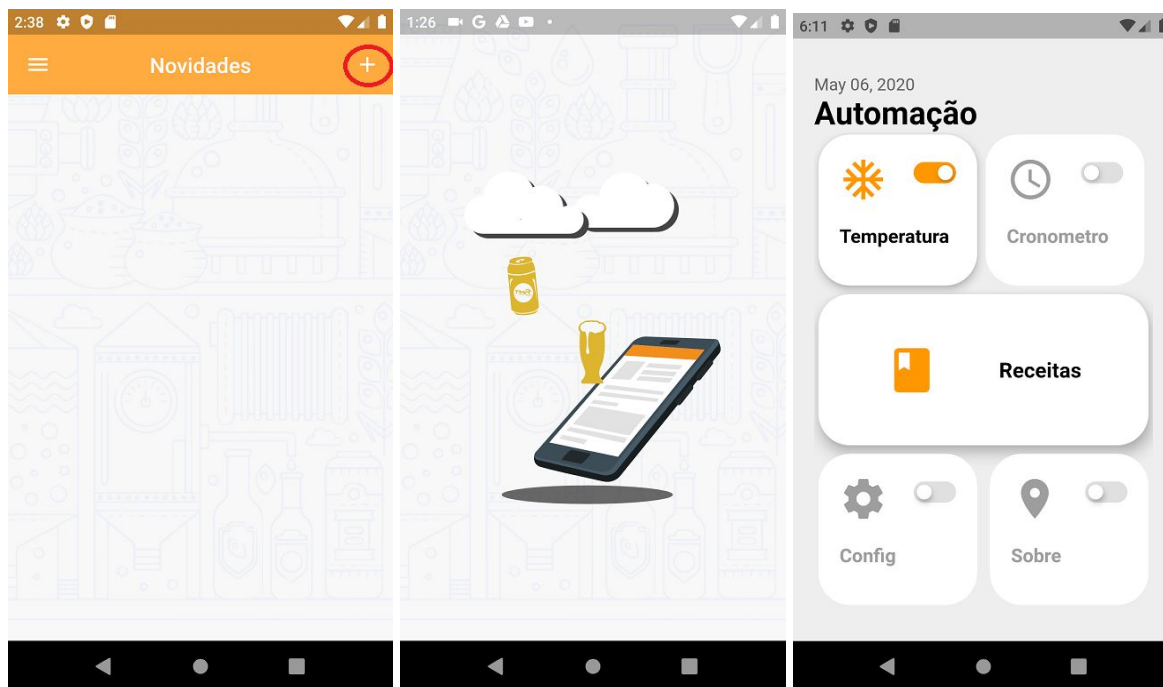 2:38
Novidades
1:26
G
6:11
May 06, 2020
Automação
Temperatura
Cronometro
Receitas
Config
Sobre